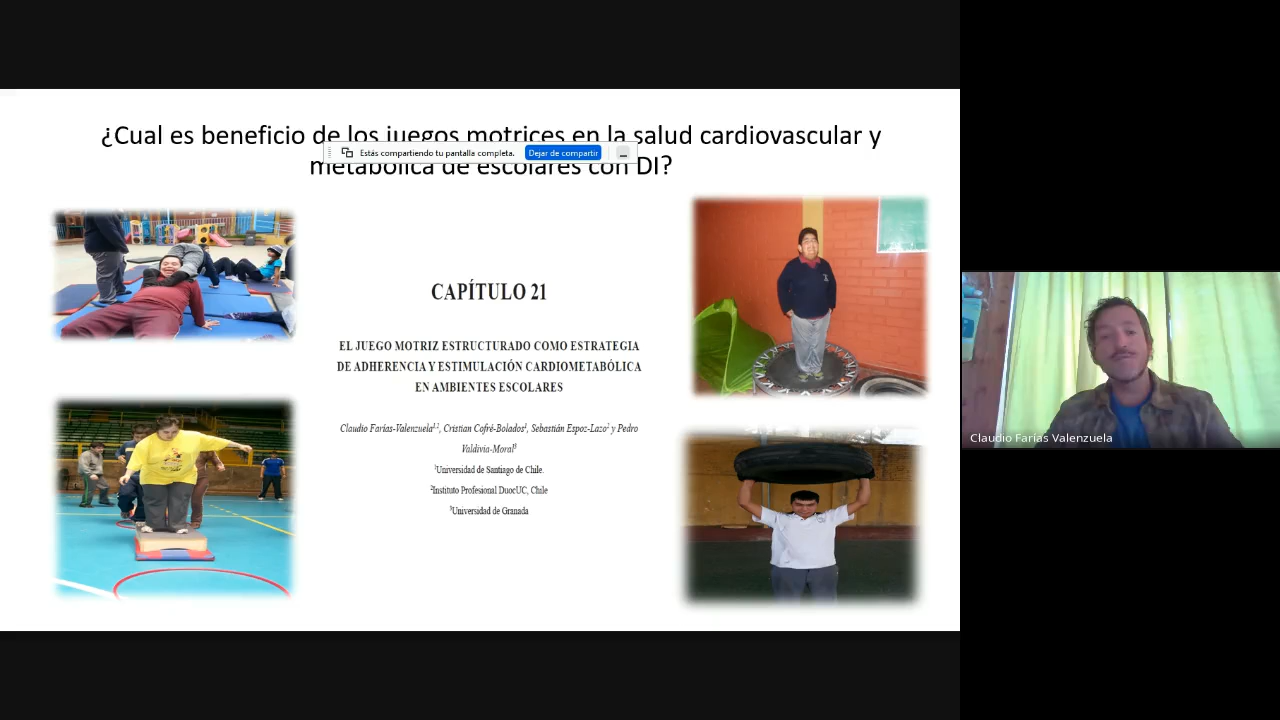 ¿Cual es beneficio de los juegos motrices en la salud cardiovascular y
Estás compartiendo tu pantalla completa. Dejar de compartir
metabólica de escolares con DI?
CAPÍTULO 21
EL JUEGO MOTRIZ ESTRUCTURADO COMO ESTRATEGIA
DE ADHERENCIA Y ESTIMULACIÓN CARDIOMETABÓLICA
EN AMBIENTES ESCOLARES
Claudio Farías-Valenzuela1,2, Cristian Cofré-Bolados1, Sebastián Espoz-Lazo2 y Pedro
Valdivia-Moral3
1Universidad de Santiago de Chile.
2Instituto Profesional DuocUC, Chile
3Universidad de Granada
Claudio Farías Valenzuela